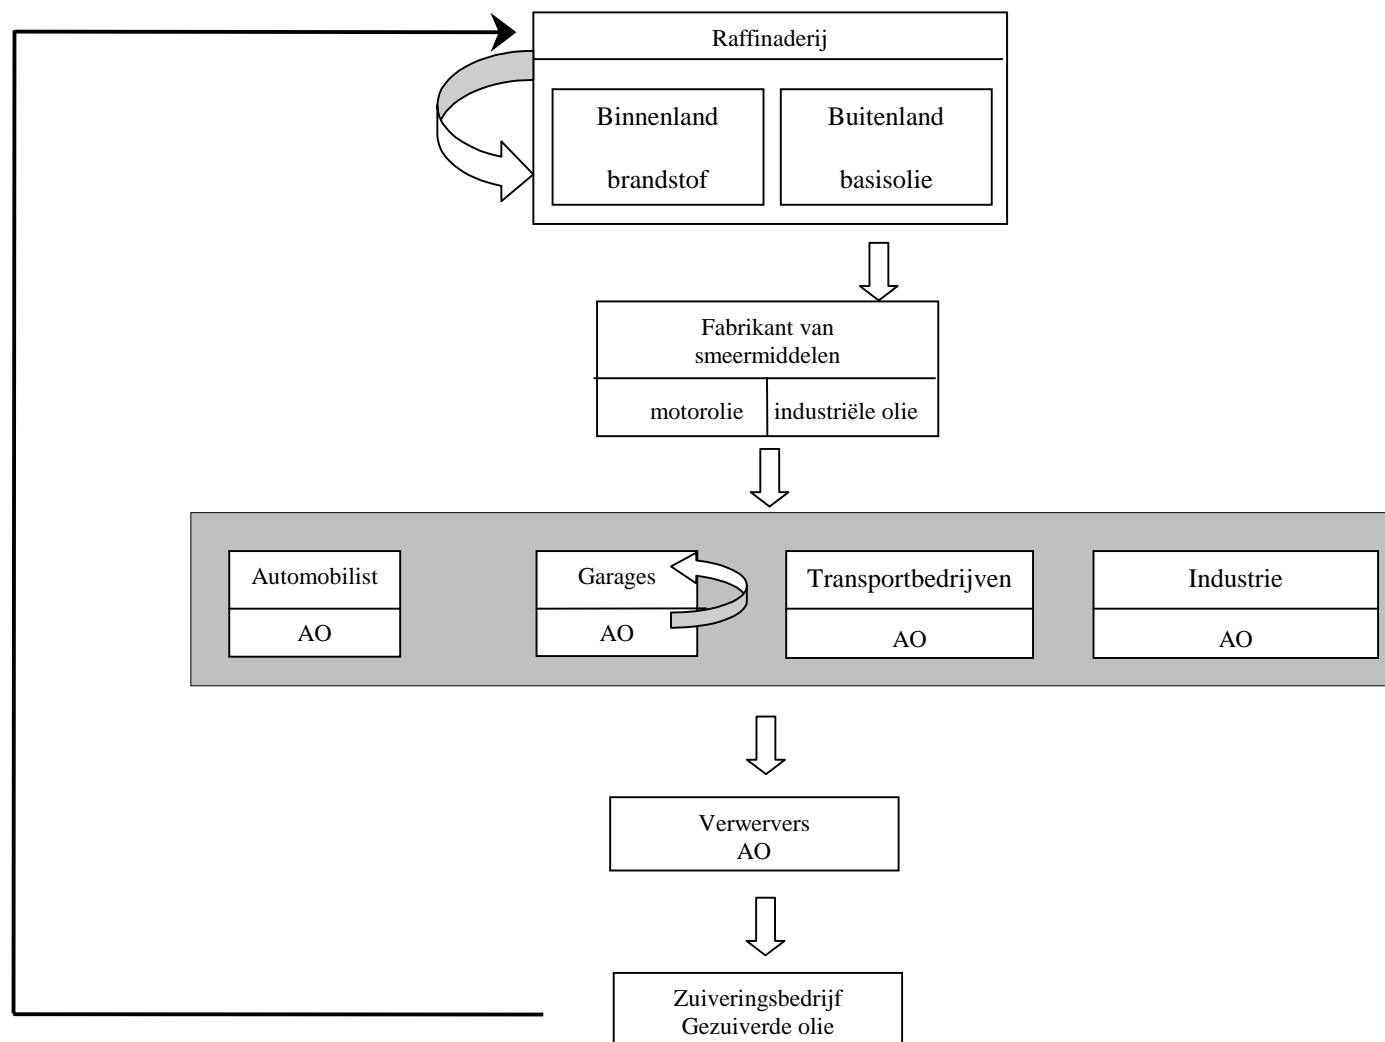 Raffinaderij
Binnenland
brandstof
Buitenland
basisolie
Fabrikant van
smeermiddelen
motorolie
industriële olie
Automobilist
AO
Garages
AO
Transportbedrijven
AO
Industrie
AO
Verwervers
AO
Zuiveringsbedrijf
Gezuiverde olie